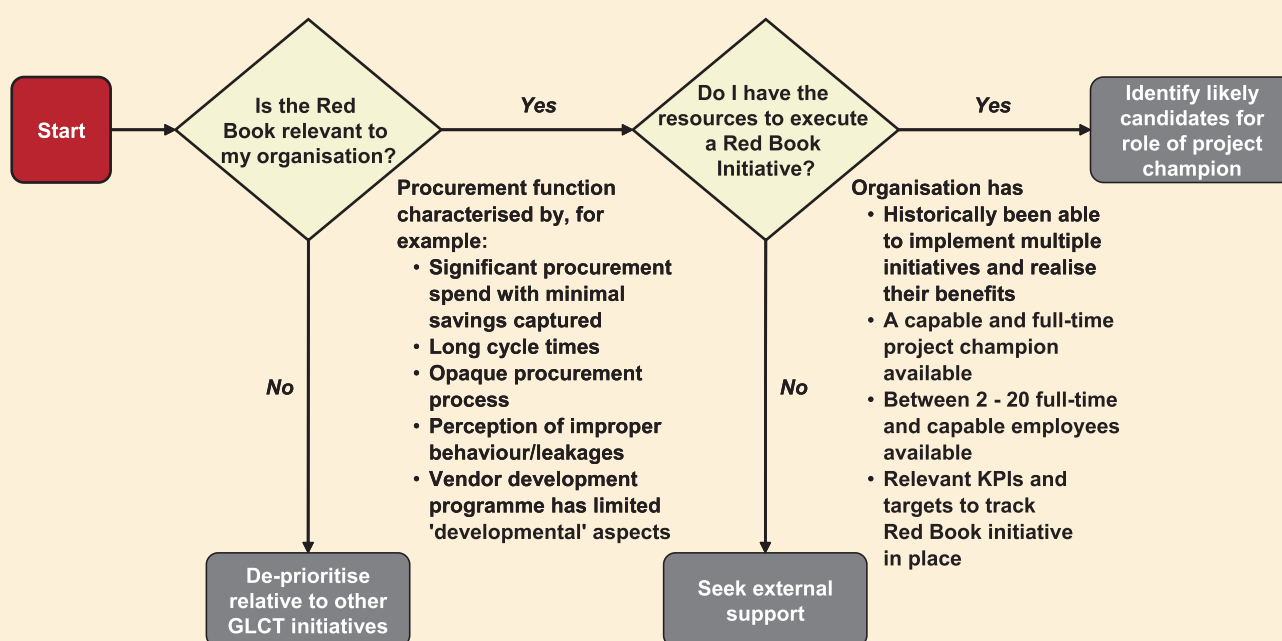 Start
Is the Red
Book relevant to
my organisation?
Yes
Do I have the
resources to execute
a Red Book
Initiative?
Yes
Identify likely
candidates for
role of project
champion
Procurement function
characterised by, for
example:
• Significant procurement
spend with minimal
savings captured
• Long cycle times
• Opaque procurement
process
• Perception of improper
behaviour/leakages
• Vendor development
programme has limited
'developmental' aspects
Organisation has
• Historically been able
to implement multiple
initiatives and realise
their benefits
• A capable and full-time
project champion
available
• Between 2 - 20 full-time
and capable employees
available
• Relevant KPIs and
targets to track
Red Book initiative
in place
No
No
De-prioritise
relative to other
GLCT initiatives
Seek external
support